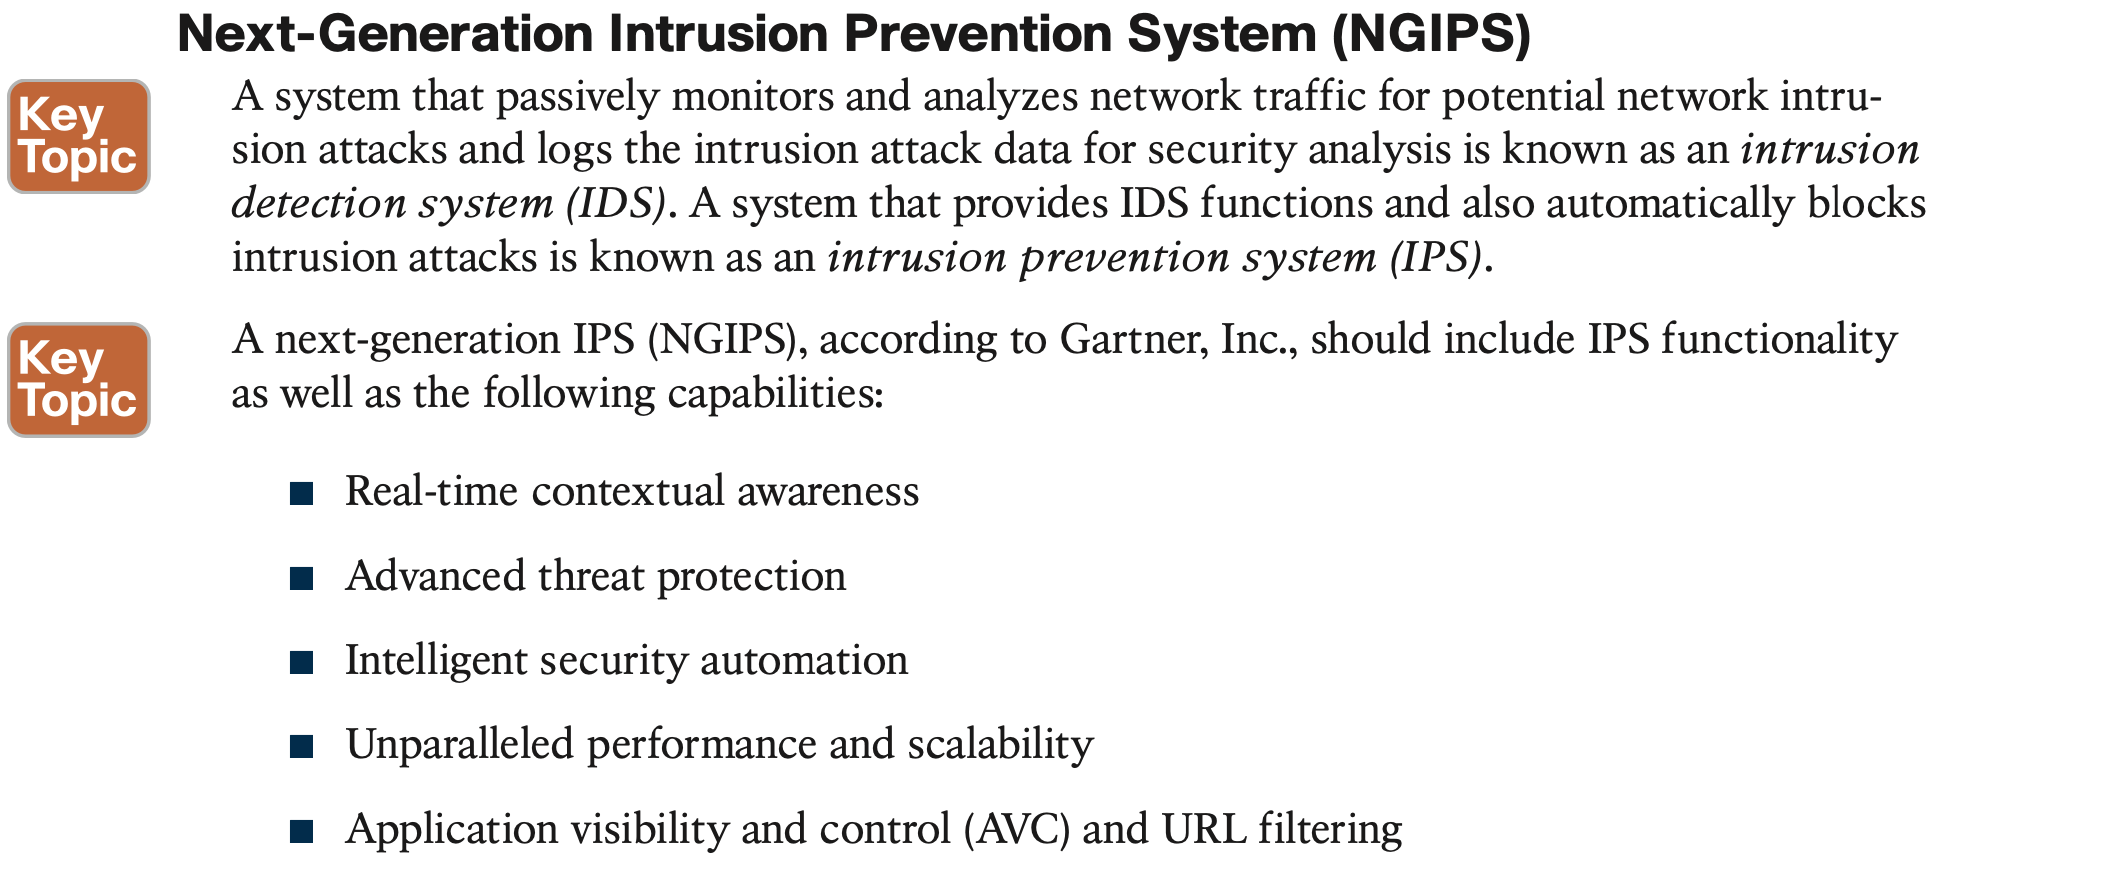 Next-Generation Intrusion Prevention System (NGIPS)
Key
Topic
A system that passively monitors and analyzes network traffic for potential network intru-
sion attacks and logs the intrusion attack data for security analysis is known as an intrusion
detection system (IDS). A system that provides IDS functions and also automatically blocks
intrusion attacks is known as an intrusion prevention system (IPS).
Key
Topic
A next-generation IPS (NGIPS), according to Gartner, Inc., should include IPS functionality
as well as the following capabilities:
■ Real-time contextual awareness
■ Advanced threat protection
■ Intelligent security automation
■ Unparalleled performance and scalability
■ Application visibility and control (AVC) and URL filtering